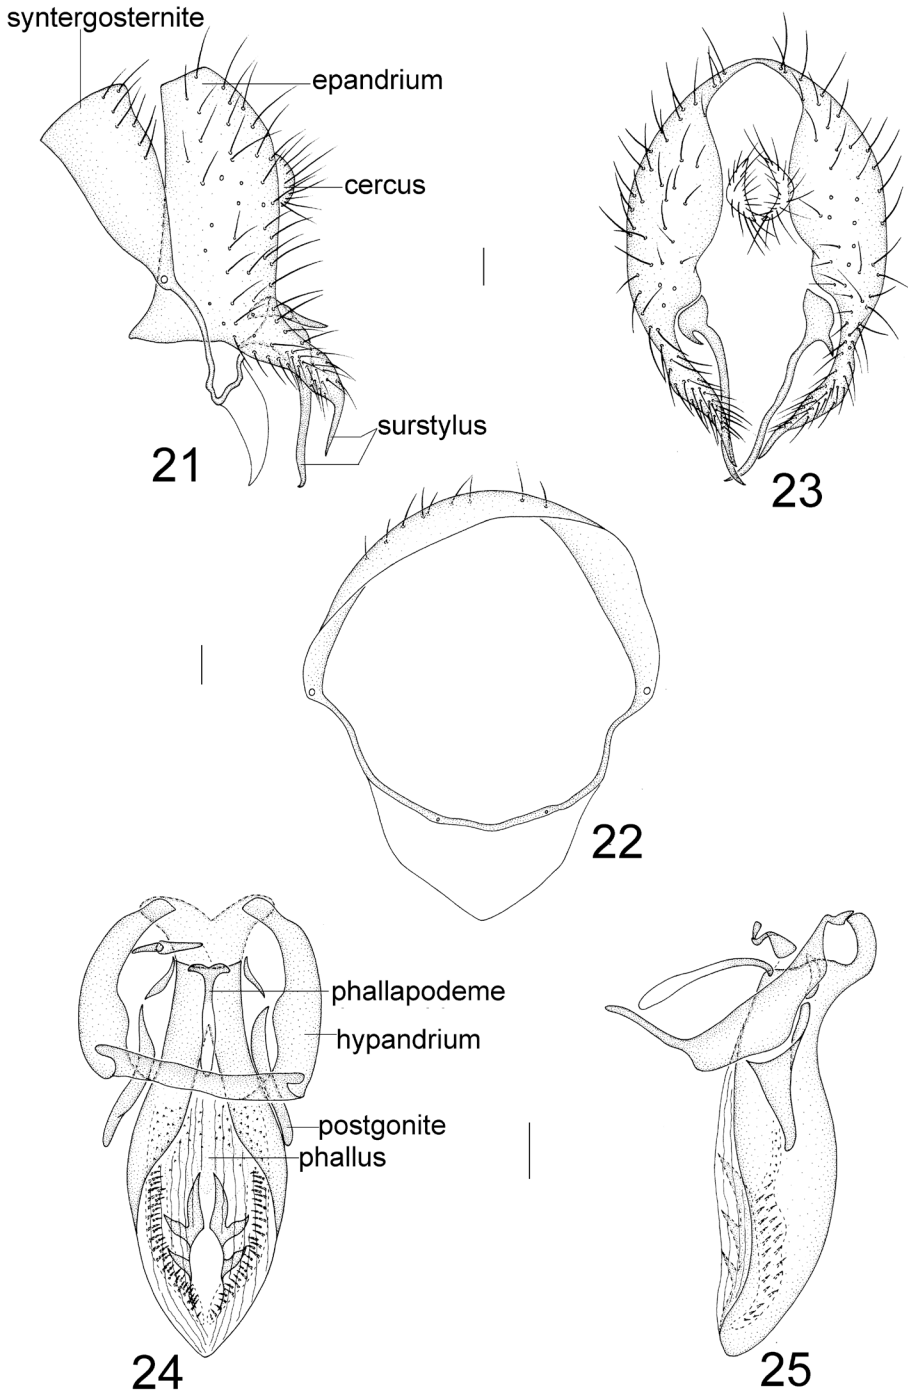 syntergosternite
epandrium
cercus
surstylus
21
23
22
phallapodeme
hypandrium
postgonite
phallus
24
25